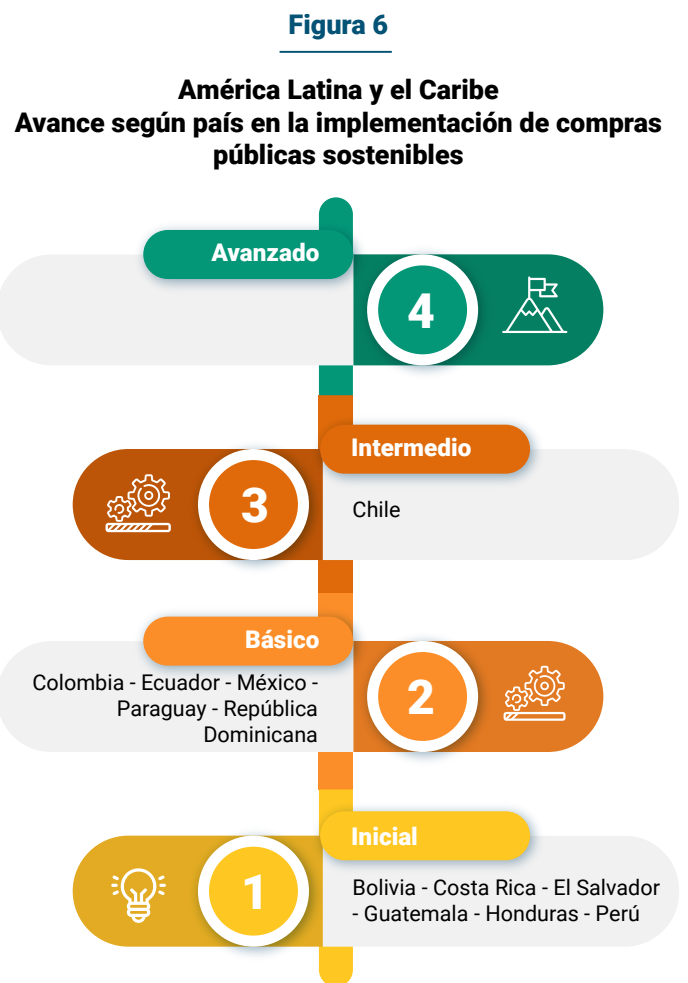 Figura 6
América Latina y el Caribe
Avance según país en la implementación de compras
públicas sostenibles
Avanzado
4
Intermedio
3
Chile
Básico
2
Colombia - Ecuador - México -
Paraguay - República
Dominicana
Inicial
1
Bolivia - Costa Rica - El Salvador
- Guatemala - Honduras - Perú